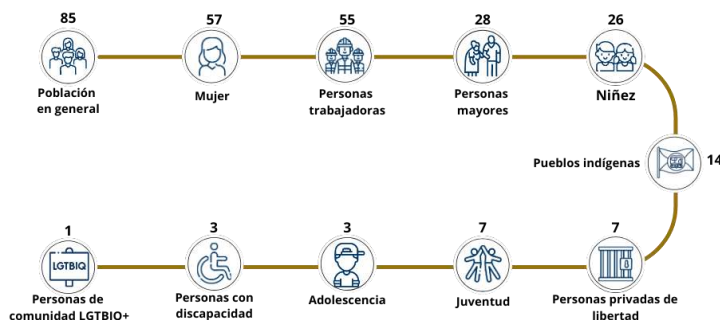 85
57
55
28
26
Población
en general
Mujer
Personas
trabajadoras
Personas
mayores
Niñez
Pueblos indígenas
14
1
3
3
7
7
LGTBIQ
Personas de
comunidad LGTBIQ+
Personas con
discapacidad
Adolescencia
Juventud
Personas privadas de
libertad